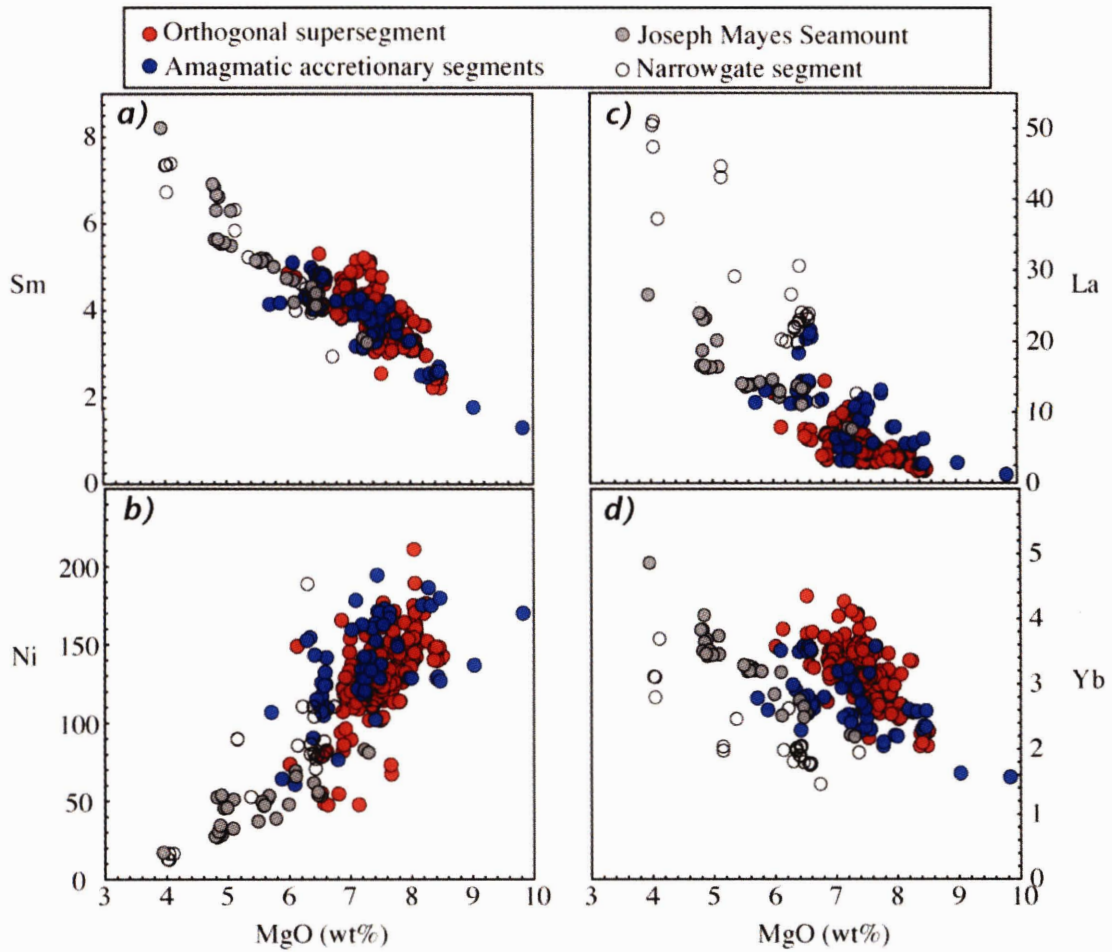 Orthogonal supersegment
Joseph Mayes Seamount
Amagmatic accretionary segments
Narrowgate segment
a)
8
6
Sm
4
2
0
c)
50
40
La
30
20
10
0
b)
200
150
Ni
100
50
0
3 4 5 6 7 8 9 10
MgO (wt%)
d)
5
4
3
Yb
2
1
0
3 4 5 6 7 8 9 10
MgO (wt%)